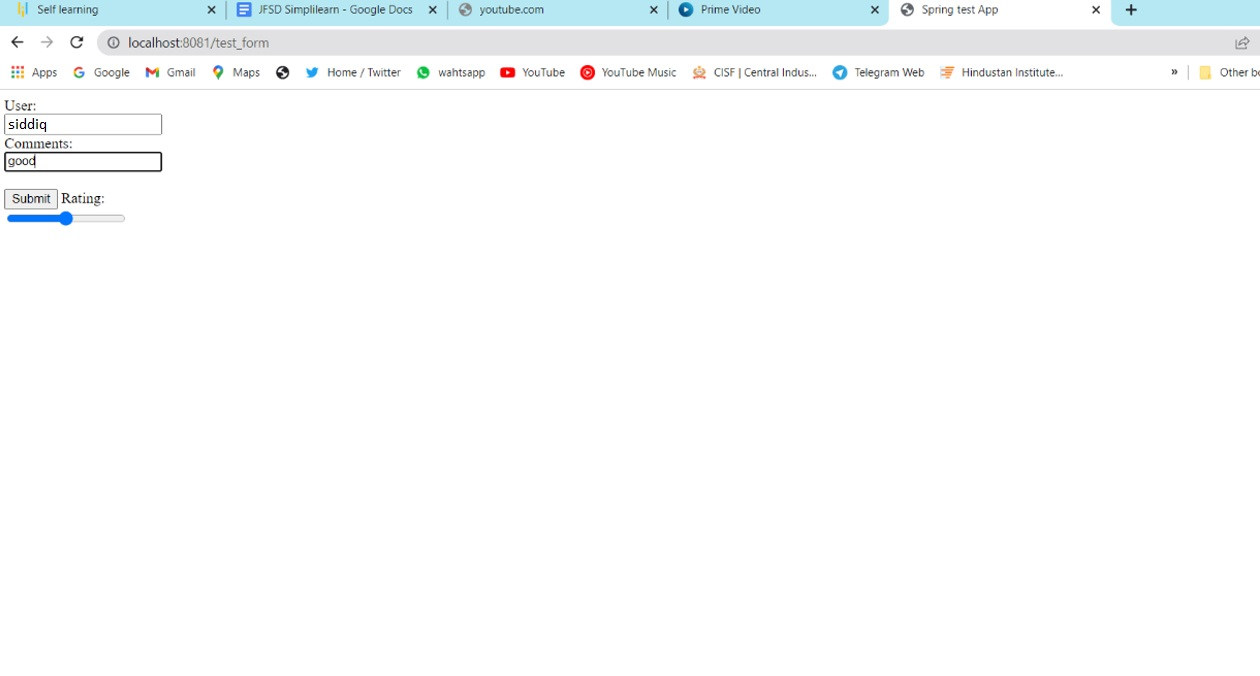 Self learning
JFSD Simplilearn - Google Docs
youtube.com
Prime Video
Spring test App
localhost:8081/test_form
Apps Google Gmail Maps Home / Twitter wahtsapp YouTube YouTube Music CISF | Central Indus... Telegram Web Hindustan Institute... » Other
User:
siddiq
Comments:
good
Submit Rating: